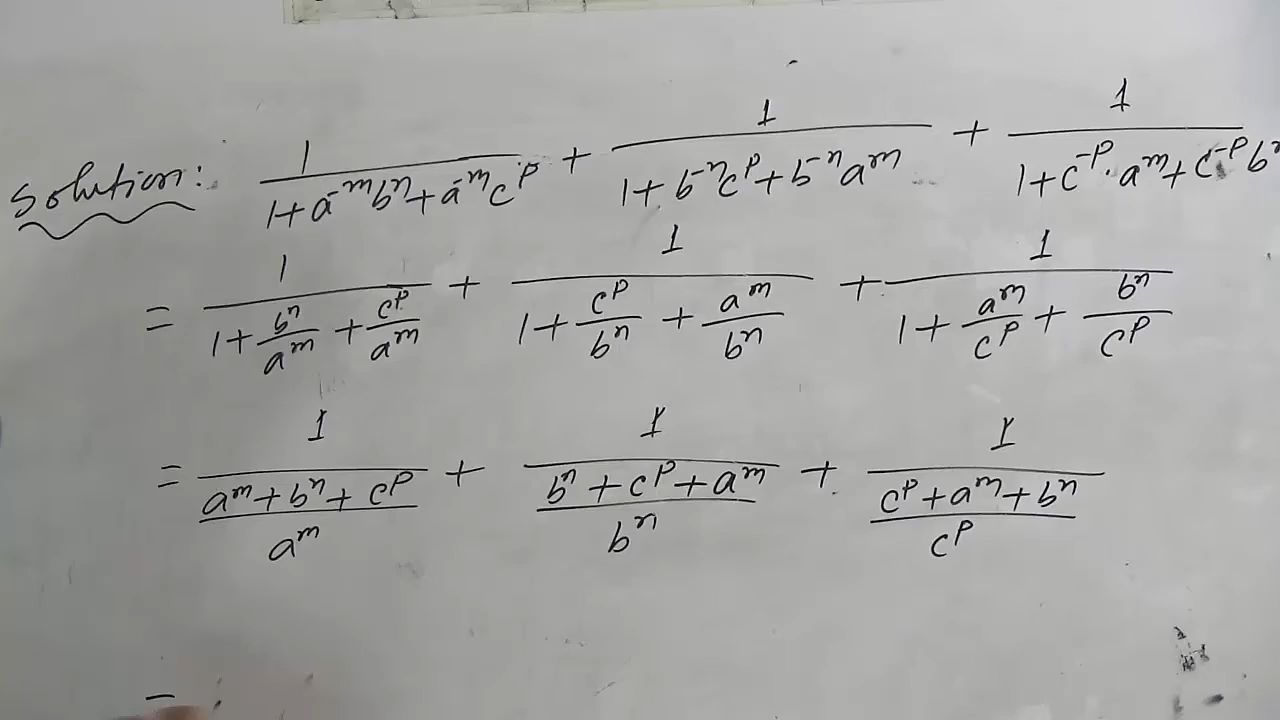 Solution: 1/(1+a^-m b^n+a^-m c^p) + 1/(1+b^-n c^p+b^-n a^m) + 1/(1+c^-p.a^m+c^-p b^n
= 1/(1+b^n/a^m+c^p/a^m) + 1/(1+c^p/b^n+a^m/b^n) + 1/(1+a^m/c^p+b^n/c^p)
= 1/((a^m+b^n+c^p)/a^m) + 1/((b^n+c^p+a^m)/b^n) + 1/((c^p+a^m+b^n)/c^p)